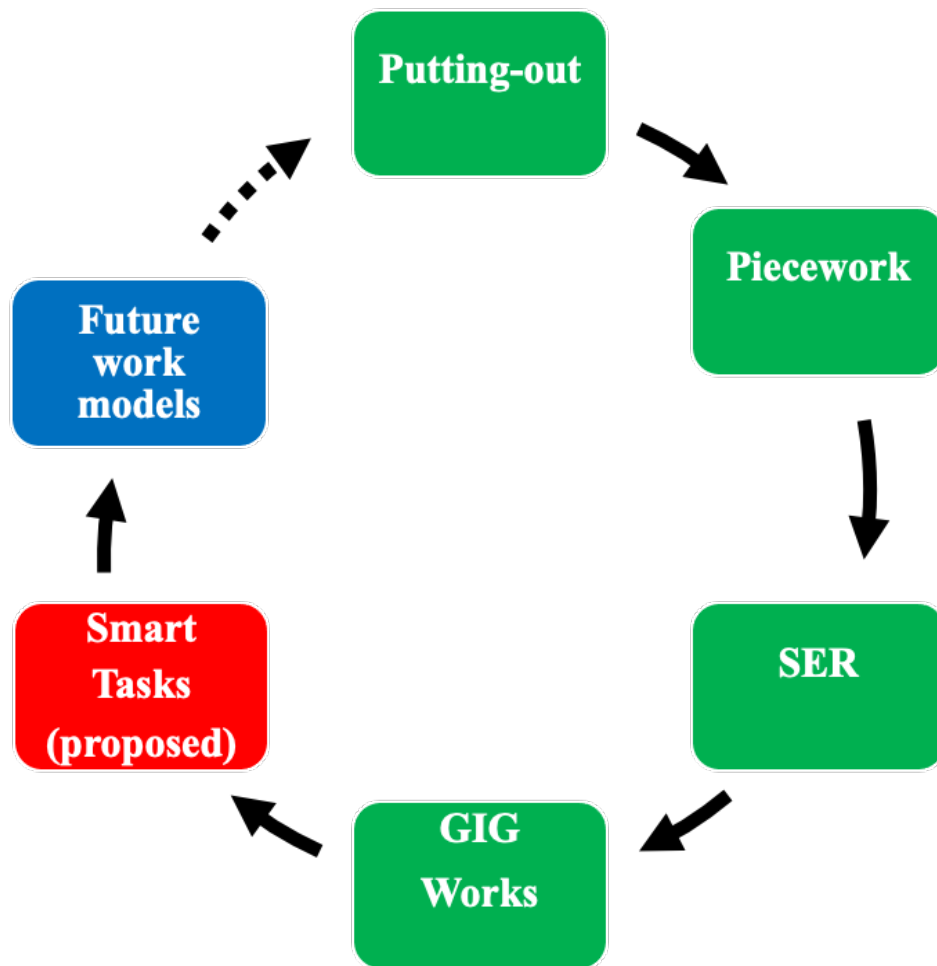 Putting-out
Piecework
SER
GIG
Works
Smart
Tasks
(proposed)
Future
work
models